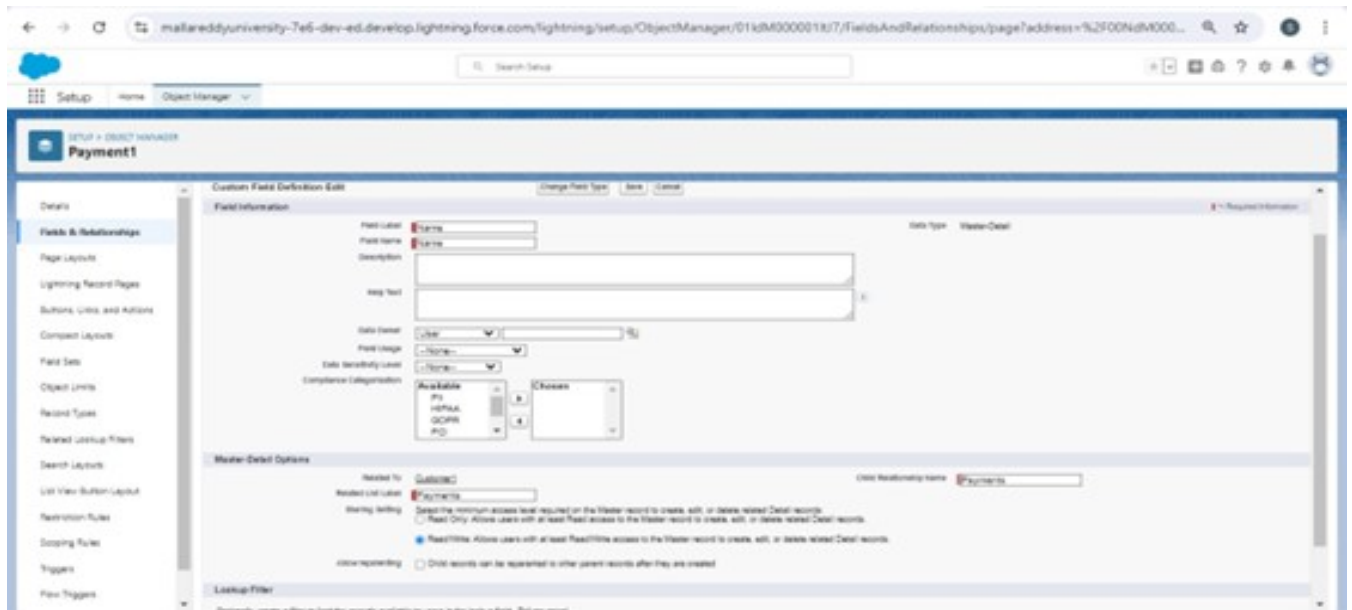 mallareddyuniversity-7e6-dev-ed.develop.lightning.force.com/lightning/setup/ObjectManager/
Search Setup
Setup Home Object Manager
SETUP > OBJECT MANAGER
Payment1
Details
Fields & Relationships
Page Layouts
Lightning Record Pages
Buttons, Links, and Actions
Compact Layouts
Field Sets
Object Limits
Record Types
Related Lookup Filters
Search Layouts
List View Button Layout
Restriction Rules
Scoping Rules
Triggers
Flow Triggers
Custom Field Definition Edit
Change Field Type Save Cancel
Field Information
= Required Information
Field Label Name
Data Type Master-Detail
Field Name Name
Description
Help Text
Data Owner User
Field Usage --None--
Data Sensitivity Level --None--
Compliance Categorization
Available Chosen
PII
HIPAA
GDPR
PCI
Master-Detail Options
Related To Customer1
Child Relationship Name Payments
Related List Label Payments
Sharing Setting Select the minimum access level required on the Master record to create, edit, or delete related Detail records:
Read Only: Allows users with at least Read access to the Master record to create, edit, or delete related Detail records.
Read/Write: Allows users with at least Read/Write access to the Master record to create, edit, or delete related Detail records.
Allow reparenting Child records can be reparented to other parent records after they are created
Lookup Filter